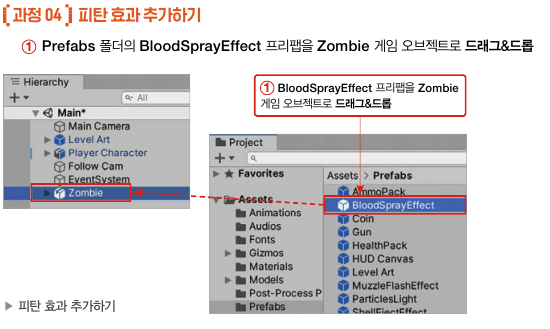 [과정 04] 피탄 효과 추가하기
① Prefabs 폴더의 BloodSprayEffect 프리팹을 Zombie 게임 오브젝트로 드래그&드롭
① BloodSprayEffect 프리팹을 Zombie
게임 오브젝트로 드래그&드롭
Hierarchy
All
Main*
Main Camera
Level Art
Player Character
Follow Cam
EventSystem
Zombie
Project
Favorites
Assets
Animations
Audios
Fonts
Gizmos
Materials
Models
Post-Process P
Prefabs
Assets > Prefabs
AmmoPack
BloodSprayEffect
Coin
Gun
HealthPack
HUD Canvas
Level Art
MuzzleFlashEffect
ParticlesLight
ShellEjectEffect
▶ 피탄 효과 추가하기